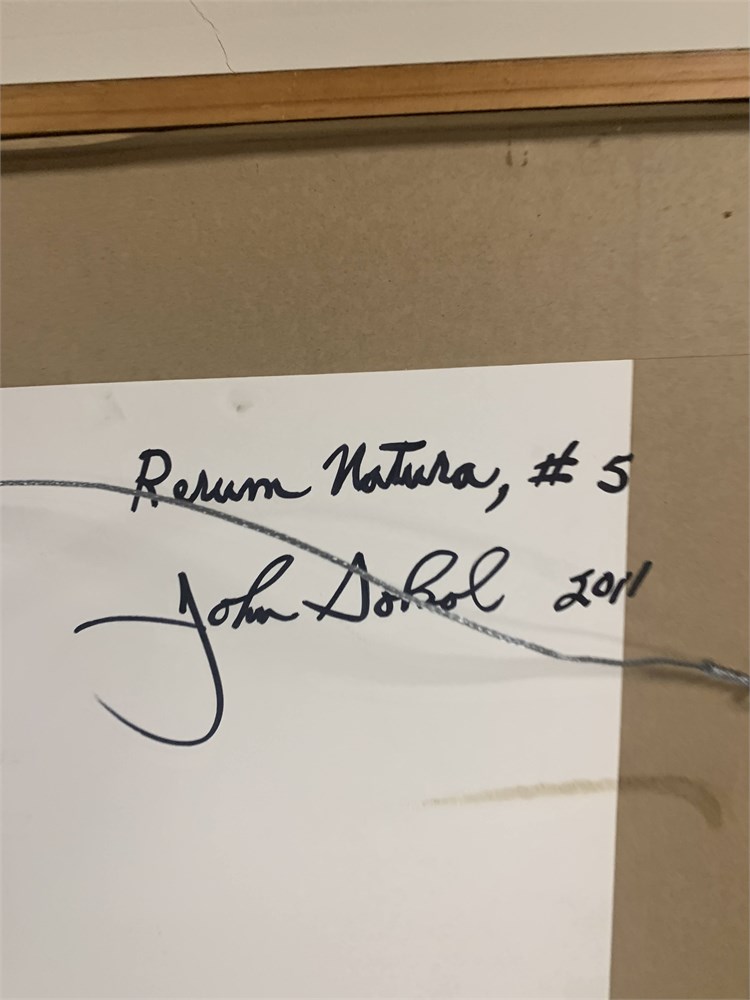 Rerum Natura, # 5
John Sokol 2011